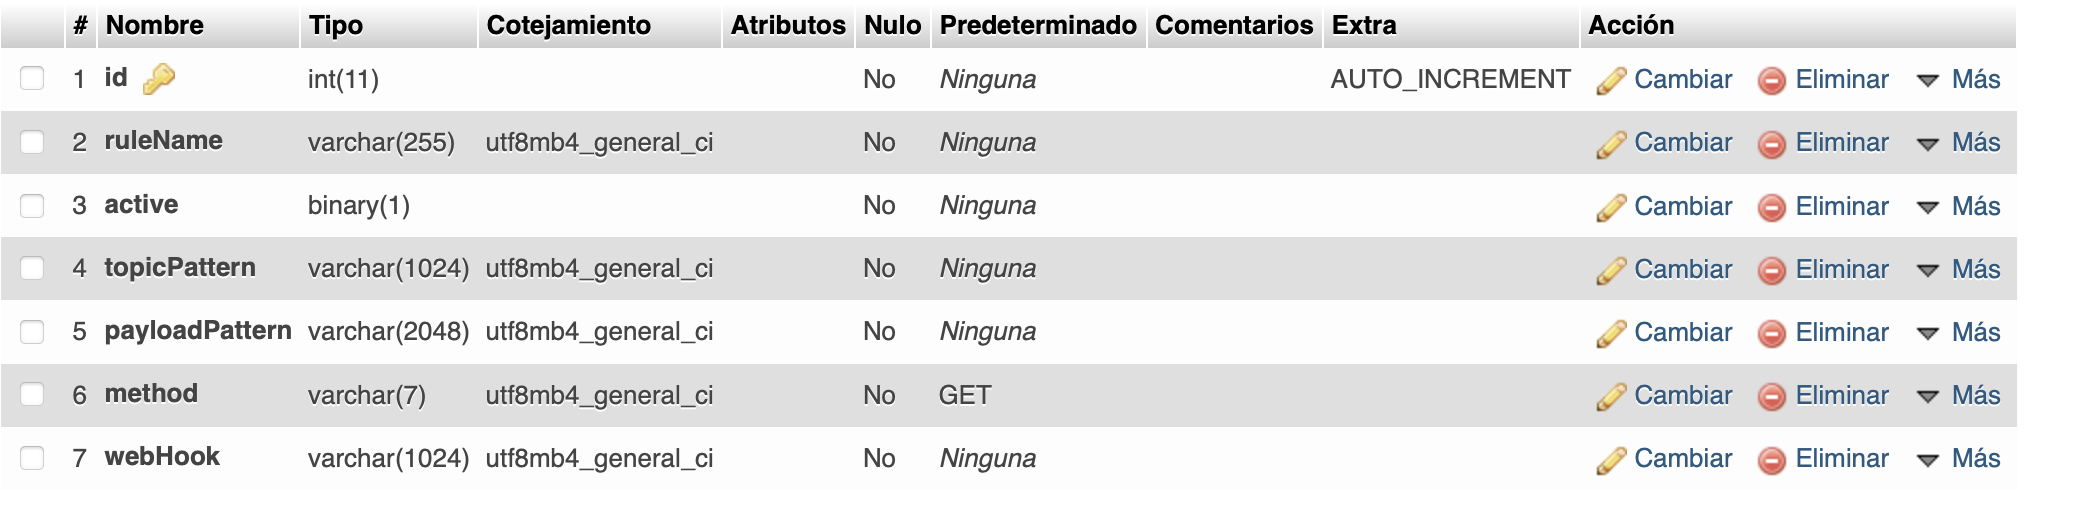 # Nombre Tipo Cotejamiento Atributos Nulo Predeterminado Comentarios Extra Acción
1 id int(11) No Ninguna AUTO_INCREMENT Cambiar Eliminar Más
2 ruleName varchar(255) utf8mb4_general_ci No Ninguna Cambiar Eliminar Más
3 active binary(1) No Ninguna Cambiar Eliminar Más
4 topicPattern varchar(1024) utf8mb4_general_ci No Ninguna Cambiar Eliminar Más
5 payloadPattern varchar(2048) utf8mb4_general_ci No Ninguna Cambiar Eliminar Más
6 method varchar(7) utf8mb4_general_ci No GET Cambiar Eliminar Más
7 webHook varchar(1024) utf8mb4_general_ci No Ninguna Cambiar Eliminar Más